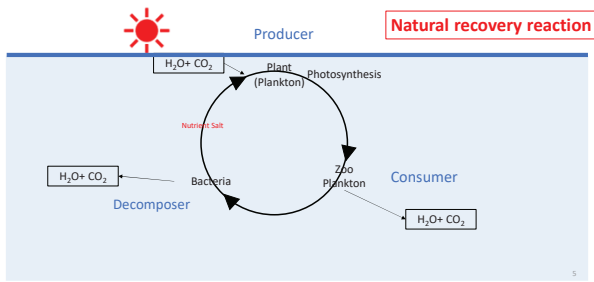 Producer
Natural recovery reaction
H₂O+ CO₂
Plant
(Plankton)
Photosynthesis
Nutrient Salt
H₂O+ CO₂
Bacteria
Zoo
Plankton
Consumer
Decomposer
H₂O+ CO₂
5